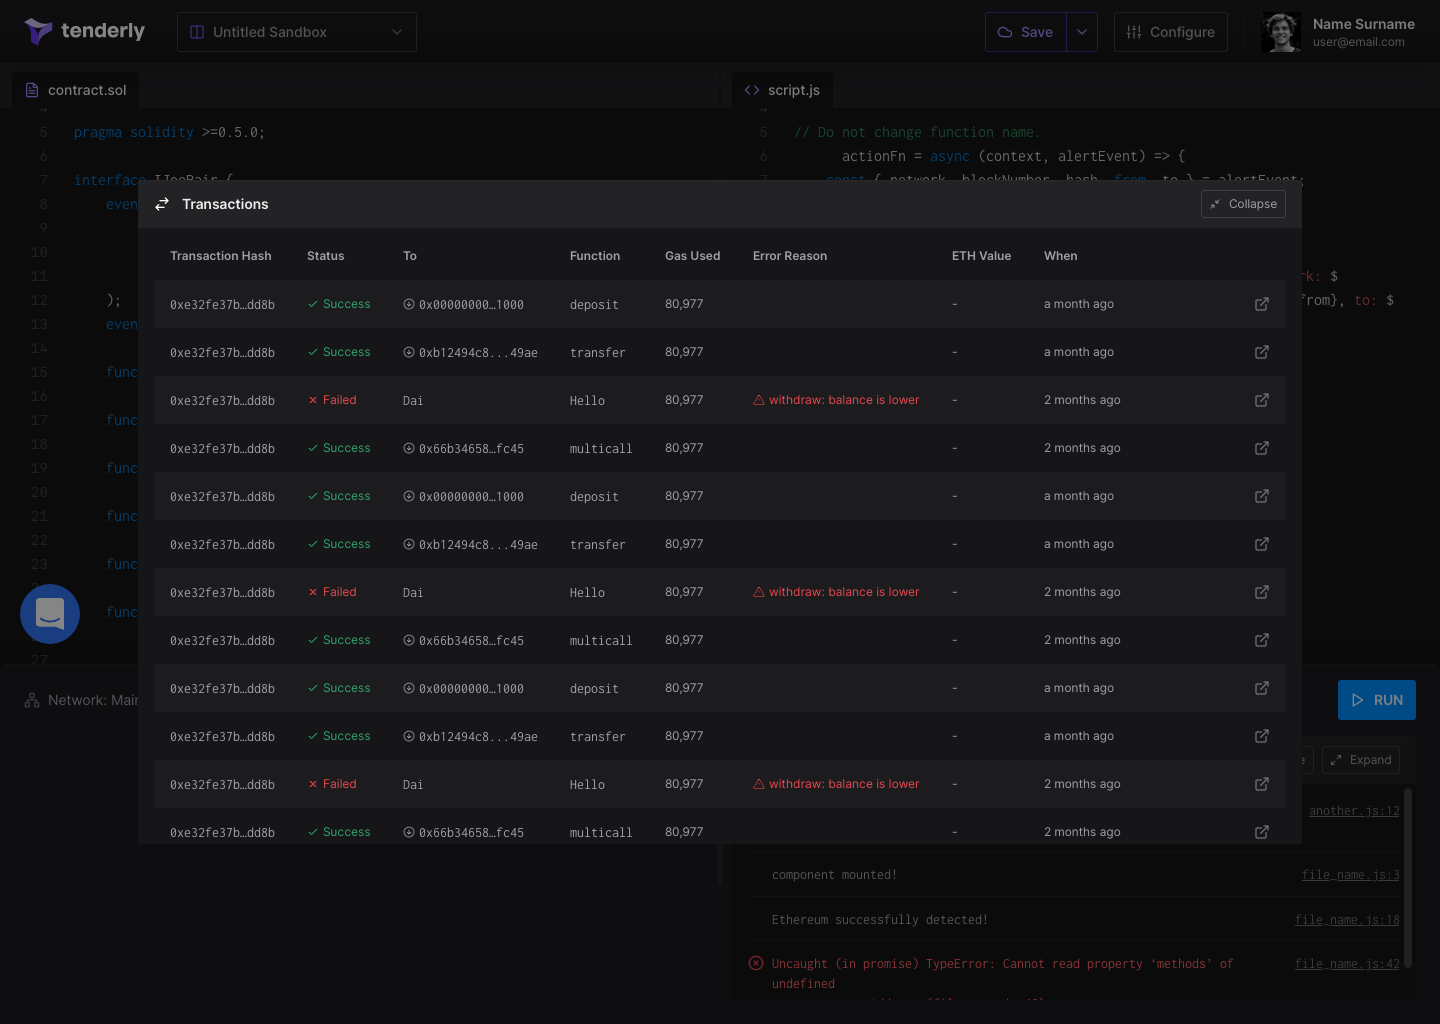 tenderly
Untitled Sandbox
Save
Configure
Name Surname
user@email.com
contract.sol
script.js
5 pragma solidity >=0.5.0;
6
7 interface IJoePair {
8 even
9
10
11
12 );
13 even
14
15 func
16
17 func
18
19 func
20
21 func
22
23 func
func
27
5 // Do not change function name.
6 actionFn = async (context, alertEvent) => {
7 const { network, blockNumber, hash, from, to } = alertEvent;
rk: $
from}, to: $
Transactions
Collapse
Transaction Hash Status To Function Gas Used Error Reason ETH Value When
0xe32fe37b…dd8b Success 0x00000000…1000 deposit 80,977 - a month ago
0xe32fe37b…dd8b Success 0xb12494c8...49ae transfer 80,977 - a month ago
0xe32fe37b…dd8b Failed Dai Hello 80,977 withdraw: balance is lower - 2 months ago
0xe32fe37b…dd8b Success 0x66b34658…fc45 multicall 80,977 - 2 months ago
0xe32fe37b…dd8b Success 0x00000000…1000 deposit 80,977 - a month ago
0xe32fe37b…dd8b Success 0xb12494c8...49ae transfer 80,977 - a month ago
0xe32fe37b…dd8b Failed Dai Hello 80,977 withdraw: balance is lower - 2 months ago
0xe32fe37b…dd8b Success 0x66b34658…fc45 multicall 80,977 - 2 months ago
0xe32fe37b…dd8b Success 0x00000000…1000 deposit 80,977 - a month ago
0xe32fe37b…dd8b Success 0xb12494c8...49ae transfer 80,977 - a month ago
0xe32fe37b…dd8b Failed Dai Hello 80,977 withdraw: balance is lower - 2 months ago
0xe32fe37b…dd8b Success 0x66b34658…fc45 multicall 80,977 - 2 months ago
Network: Main
RUN
e
Expand
another.js:12
component mounted! file_name.js:3
Ethereum successfully detected! file_name.js:18
Uncaught (in promise) TypeError: Cannot read property ‘methods’ of file_name.js:42
undefined